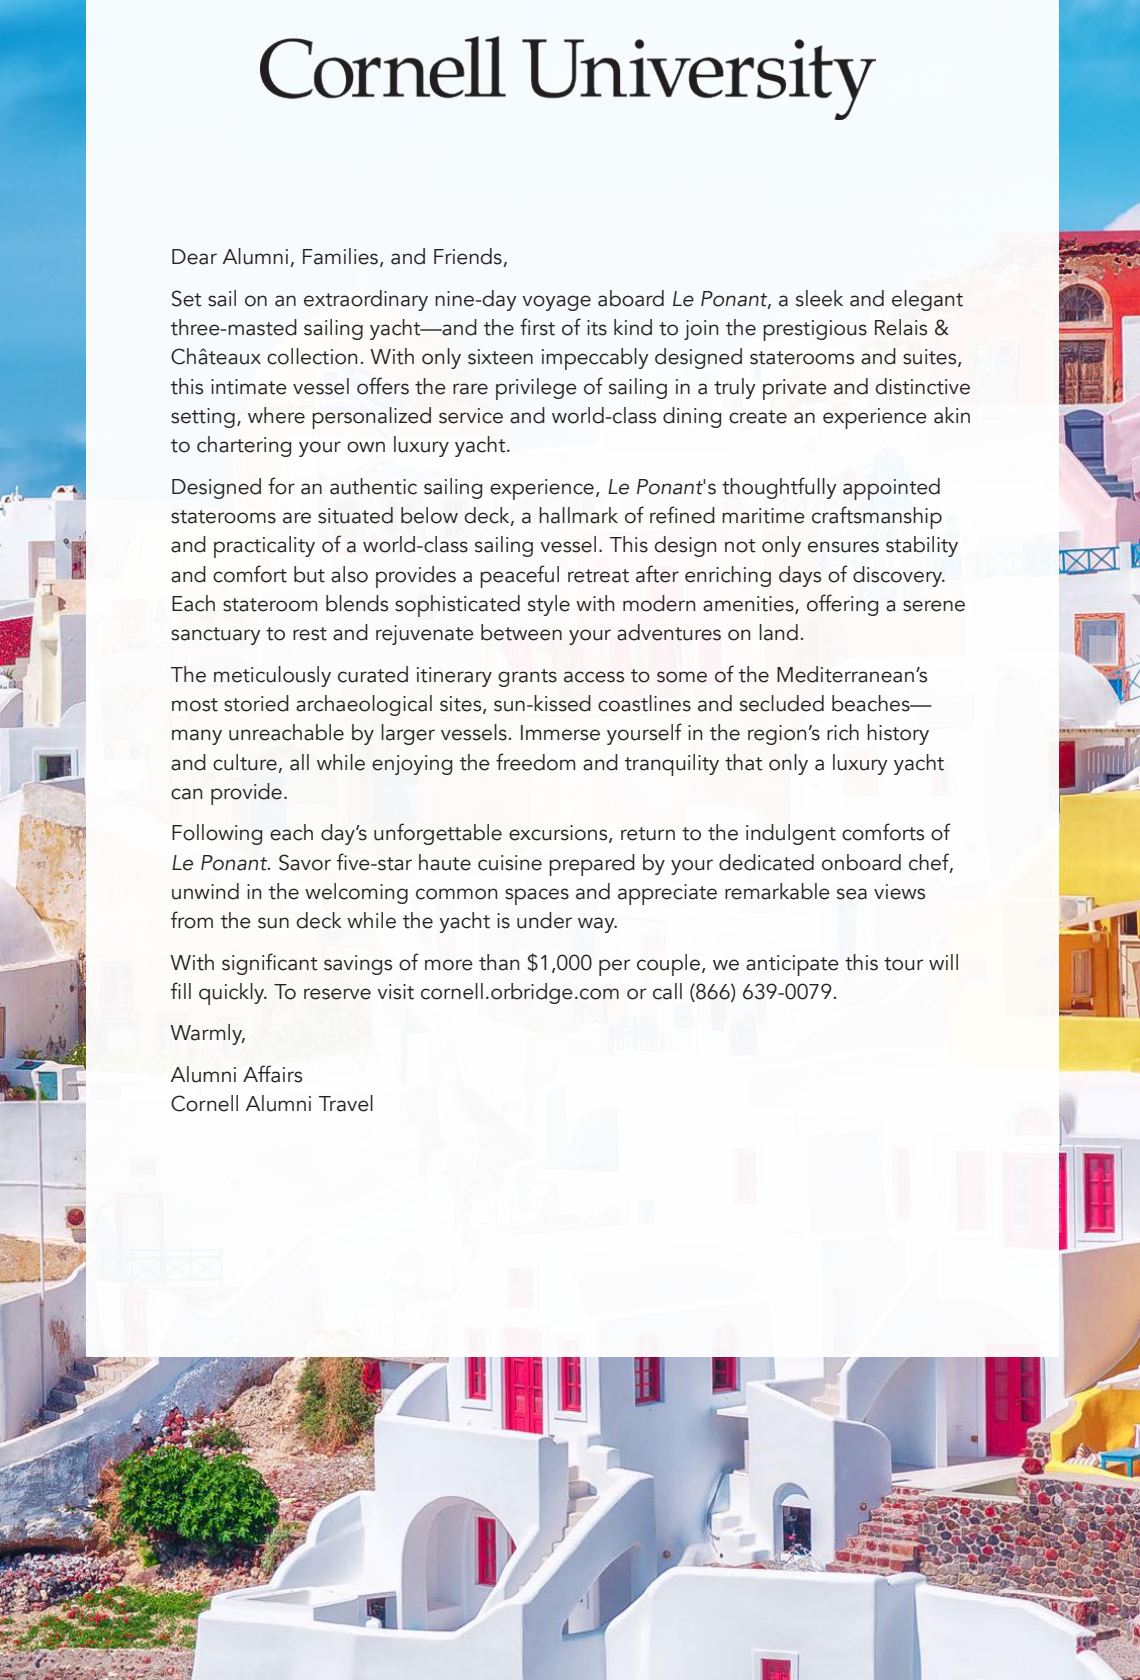 Cornell University
Dear Alumni, Families, and Friends,
Set sail on an extraordinary nine-day voyage aboard Le Ponant, a sleek and elegant
three-masted sailing yacht—and the first of its kind to join the prestigious Relais &
Châteaux collection. With only sixteen impeccably designed staterooms and suites,
this intimate vessel offers the rare privilege of sailing in a truly private and distinctive
setting, where personalized service and world-class dining create an experience akin
to chartering your own luxury yacht.
Designed for an authentic sailing experience, Le Ponant's thoughtfully appointed
staterooms are situated below deck, a hallmark of refined maritime craftsmanship
and practicality of a world-class sailing vessel. This design not only ensures stability
and comfort but also provides a peaceful retreat after enriching days of discovery.
Each stateroom blends sophisticated style with modern amenities, offering a serene
sanctuary to rest and rejuvenate between your adventures on land.
The meticulously curated itinerary grants access to some of the Mediterranean’s
most storied archaeological sites, sun-kissed coastlines and secluded beaches—
many unreachable by larger vessels. Immerse yourself in the region’s rich history
and culture, all while enjoying the freedom and tranquility that only a luxury yacht
can provide.
Following each day’s unforgettable excursions, return to the indulgent comforts of
Le Ponant. Savor five-star haute cuisine prepared by your dedicated onboard chef,
unwind in the welcoming common spaces and appreciate remarkable sea views
from the sun deck while the yacht is under way.
With significant savings of more than $1,000 per couple, we anticipate this tour will
fill quickly. To reserve visit cornell.orbridge.com or call (866) 639-0079.
Warmly,
Alumni Affairs
Cornell Alumni Travel